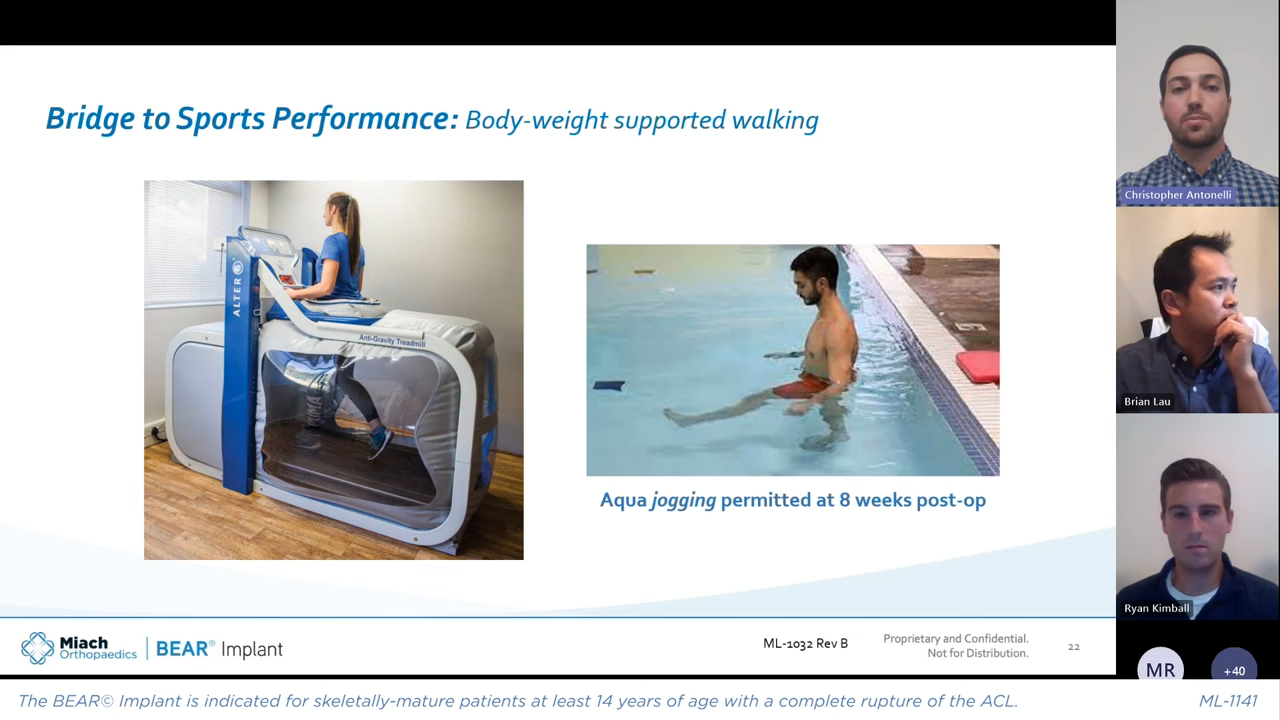 Bridge to Sports Performance: Body-weight supported walking
ALTER
Anti-Gravity Treadmill
Aqua jogging permitted at 8 weeks post-op
Miach
Orthopaedics
BEAR® Implant
ML-1032 Rev B
Proprietary and Confidential.
Not for Distribution.
22
Christopher Antonelli
Brian Lau
Ryan Kimball
MR
+40
The BEAR© Implant is indicated for skeletally-mature patients at least 14 years of age with a complete rupture of the ACL.
ML-1141